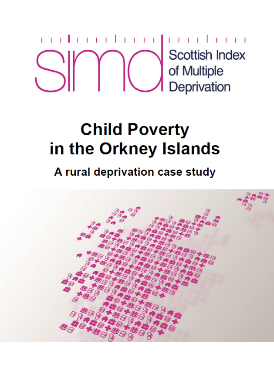 simd
Scottish Index
of Multiple
Deprivation
Child Poverty
in the Orkney Islands
A rural deprivation case study